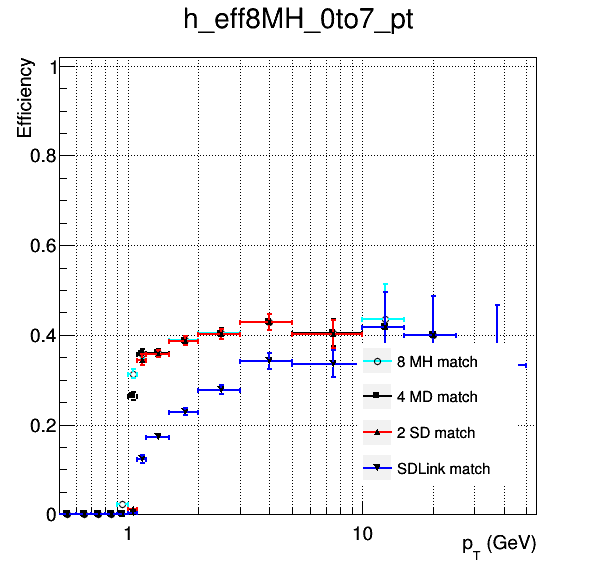 h_eff8MH_0to7_pt
Efficiency
1
0.8
0.6
0.4
0.2
0
8 MH match
4 MD match
2 SD match
SDLink match
1
10
p_T (GeV)